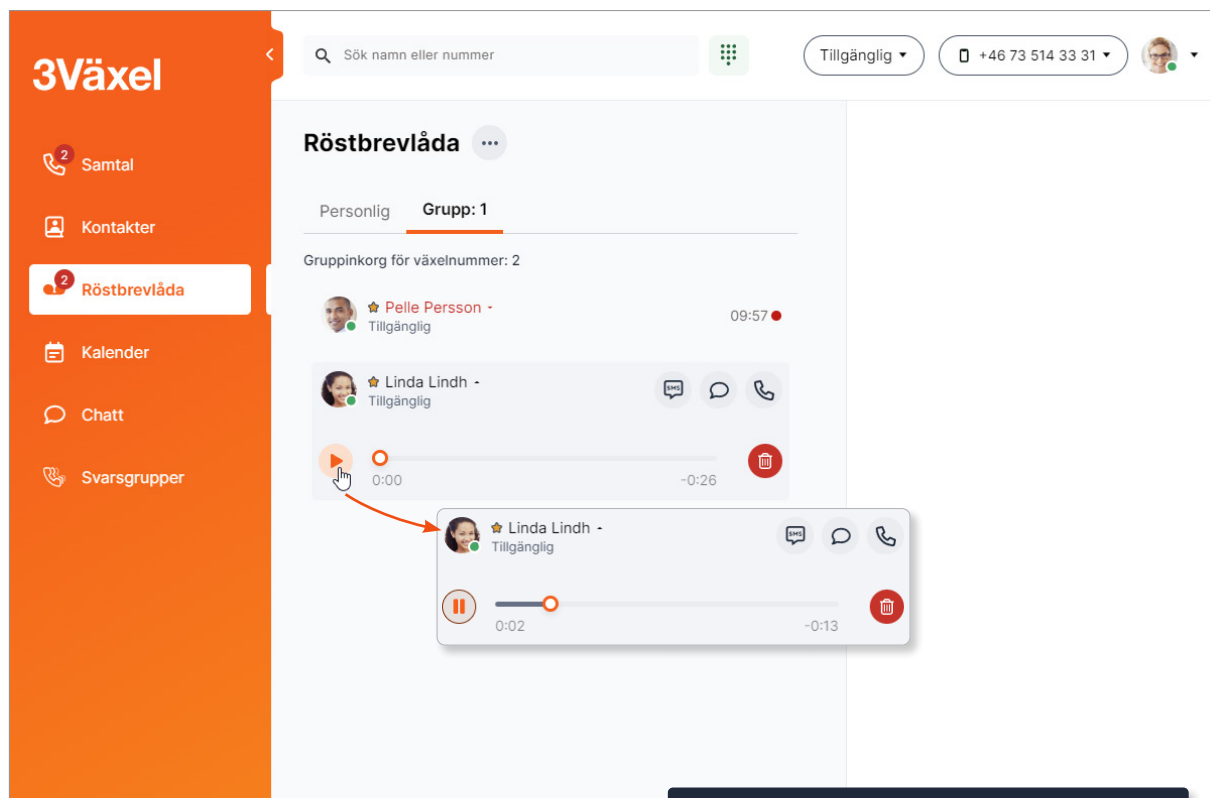 3Växel
Sök namn eller nummer
Tillgänglig
+46 73 514 33 31
2
Samtal
Kontakter
2
Röstbrevlåda
Kalender
Chatt
Svarsgrupper
Röstbrevlåda
Personlig Grupp: 1
Gruppinkorg för växelnummer: 2
Pelle Persson
Tillgänglig
09:57
Linda Lindh
Tillgänglig
SMS
0:00 -0:26
Linda Lindh
Tillgänglig
SMS
0:02 -0:13